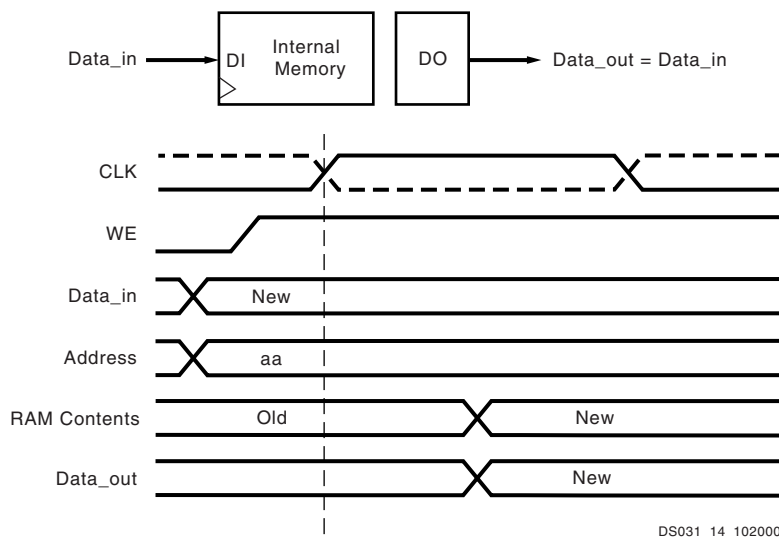 Data_in
DI
Internal
Memory
DO
Data_out = Data_in
CLK
WE
Data_in
New
Address
aa
RAM Contents
Old
New
Data_out
New
DS031_14_102000